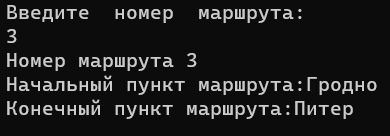 Введите  номер  маршрута:
3
Номер маршрута 3
Начальный пункт маршрута:Гродно
Конечный пункт маршрута:Питер